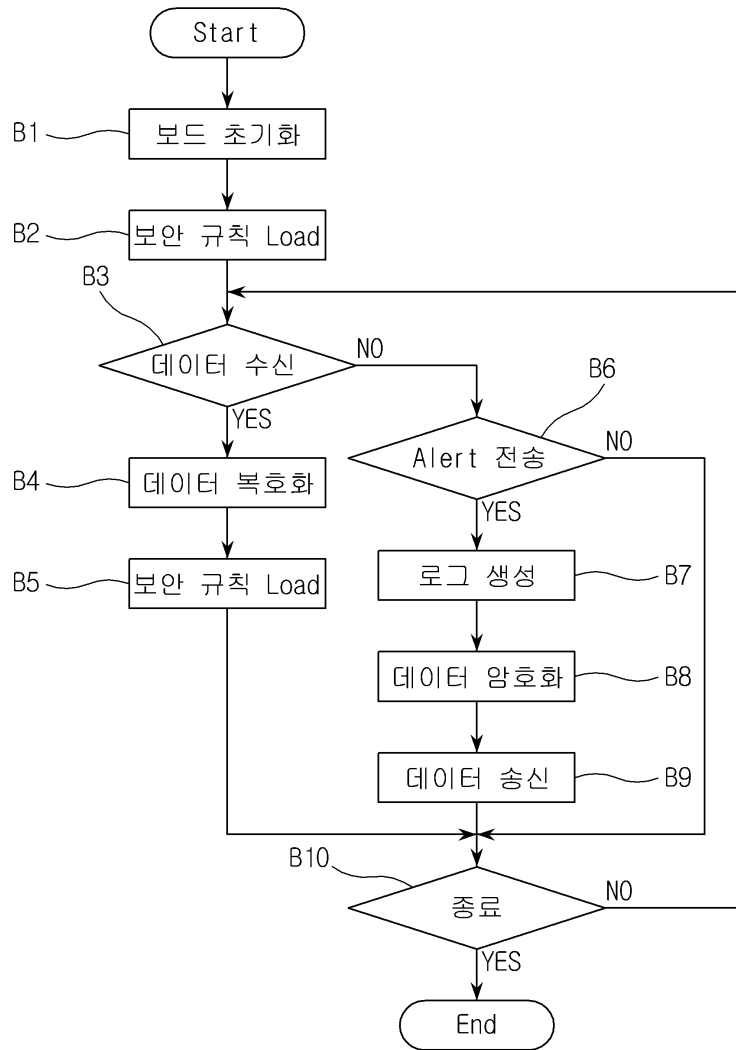 Start
B1
보드 초기화
B2
보안 규칙 Load
B3
데이터 수신
NO
YES
B6
Alert 전송
NO
YES
B4
데이터 복호화
B5
보안 규칙 Load
로그 생성
B7
데이터 암호화
B8
데이터 송신
B9
B10
종료
NO
YES
End